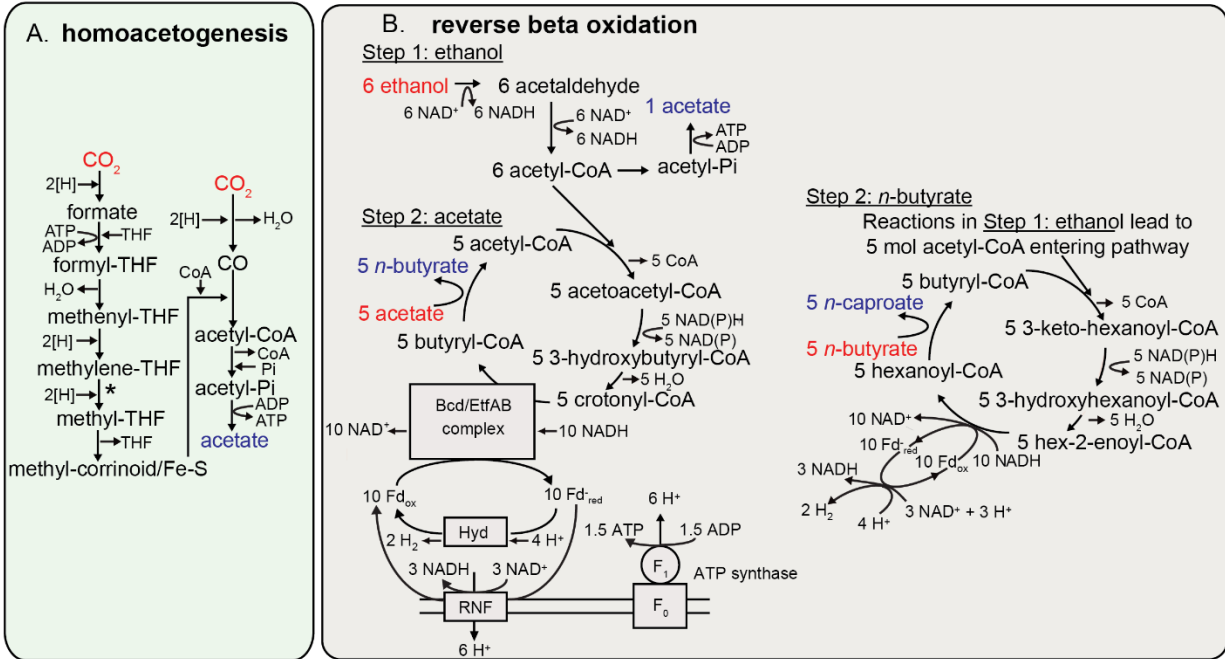 A. homoacetogenesis
CO2
2[H]
formate
ATP
ADP
THF
formyl-THF
H2O
methenyl-THF
2[H]
methylene-THF
2[H]
*
methyl-THF
THF
methyl-corrinoid/Fe-S
CO2
2[H]
H2O
CO
CoA
acetyl-CoA
CoA
Pi
acetyl-Pi
ADP
ATP
acetate
B. reverse beta oxidation
Step 1: ethanol
6 ethanol
6 acetaldehyde
6 NAD+
6 NADH
6 NAD+
6 NADH
1 acetate
ATP
ADP
6 acetyl-CoA
acetyl-Pi
Step 2: acetate
5 acetyl-CoA
5 CoA
5 n-butyrate
5 acetate
5 acetoacetyl-CoA
5 NAD(P)H
5 NAD(P)
5 butyryl-CoA
5 3-hydroxybutyryl-CoA
5 H2O
5 crotonyl-CoA
Bcd/EtfAB
complex
10 NAD+
10 NADH
10 Fdox
10 Fd-red
Hyd
2 H2
4 H+
3 NADH
3 NAD+
RNF
6 H+
6 H+
1.5 ATP
1.5 ADP
F1
ATP synthase
F0
Step 2: n-butyrate
Reactions in Step 1: ethanol lead to
5 mol acetyl-CoA entering pathway
5 butyryl-CoA
5 CoA
5 n-caproate
5 n-butyrate
5 3-keto-hexanoyl-CoA
5 NAD(P)H
5 NAD(P)
5 hexanoyl-CoA
5 3-hydroxyhexanoyl-CoA
5 H2O
5 hex-2-enoyl-CoA
10 NAD+
10 Fd-red
10 Fdox
10 NADH
3 NADH
2 H2
4 H+
3 NAD+ + 3 H+